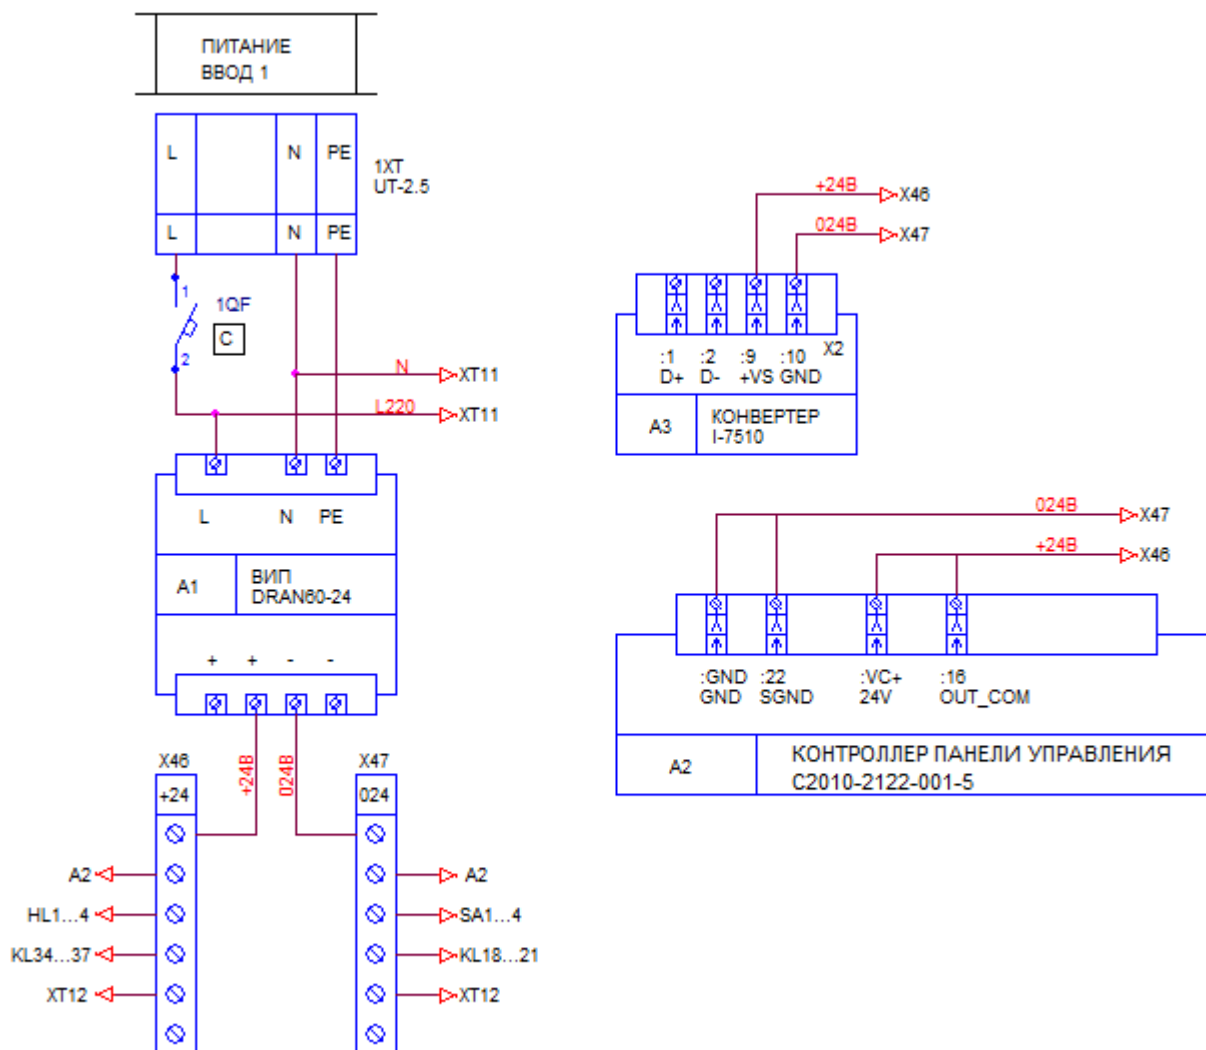 ПИТАНИЕ
ВВОД 1
L N PE
1XT
UT-2.5
L N PE
1
1QF
C
2
N XT11
L220 XT11
L N PE
A1
ВИП
DRAN60-24
+ + - -
X46
+24
+24В
024В
X47
024
A2
HL1...4
KL34...37
XT12
A2
SA1...4
KL18...21
XT12
+24В X46
024В X47
X2
:1 :2 :9 :10
D+ D- +VS GND
A3
КОНВЕРТЕР
I-7510
024В X47
+24В X46
:GND :22 :VC+ :16
GND SGND 24V OUT_COM
A2
КОНТРОЛЛЕР ПАНЕЛИ УПРАВЛЕНИЯ
C2010-2122-001-5